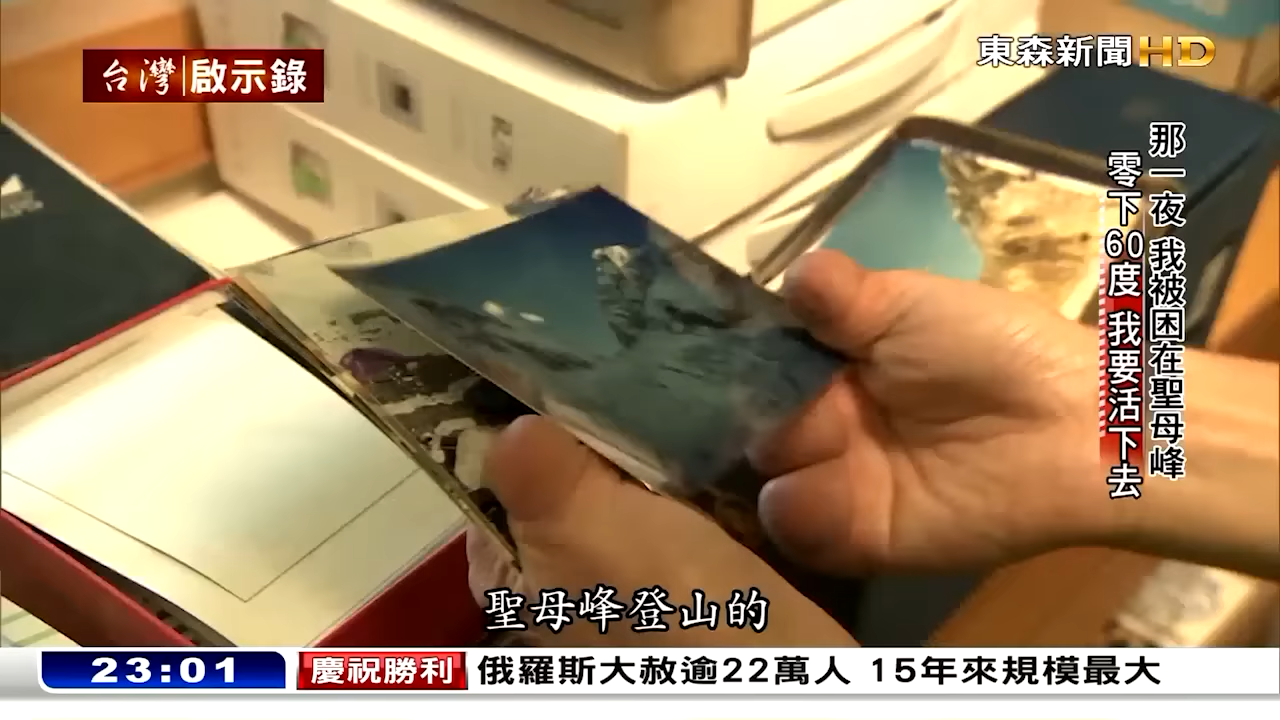 台灣 啟示錄
東森新聞HD
那一夜 我被困在聖母峰
零下60度 我要活下去
聖母峰登山的
23:01
慶祝勝利
俄羅斯大赦逾22萬人 15年來規模最大